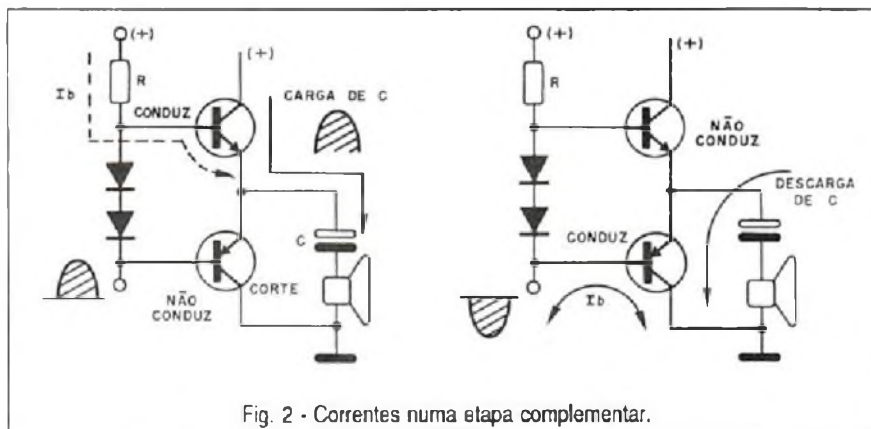 (+)
(+)
R
Ib
CONDUZ
CARGA DE C
C
NÃO
CONDUZ
CORTE
(+)
(+)
R
NÃO
CONDUZ
DESCARGA
DE C
CONDUZ
Ib
Fig. 2 - Correntes numa etapa complementar.